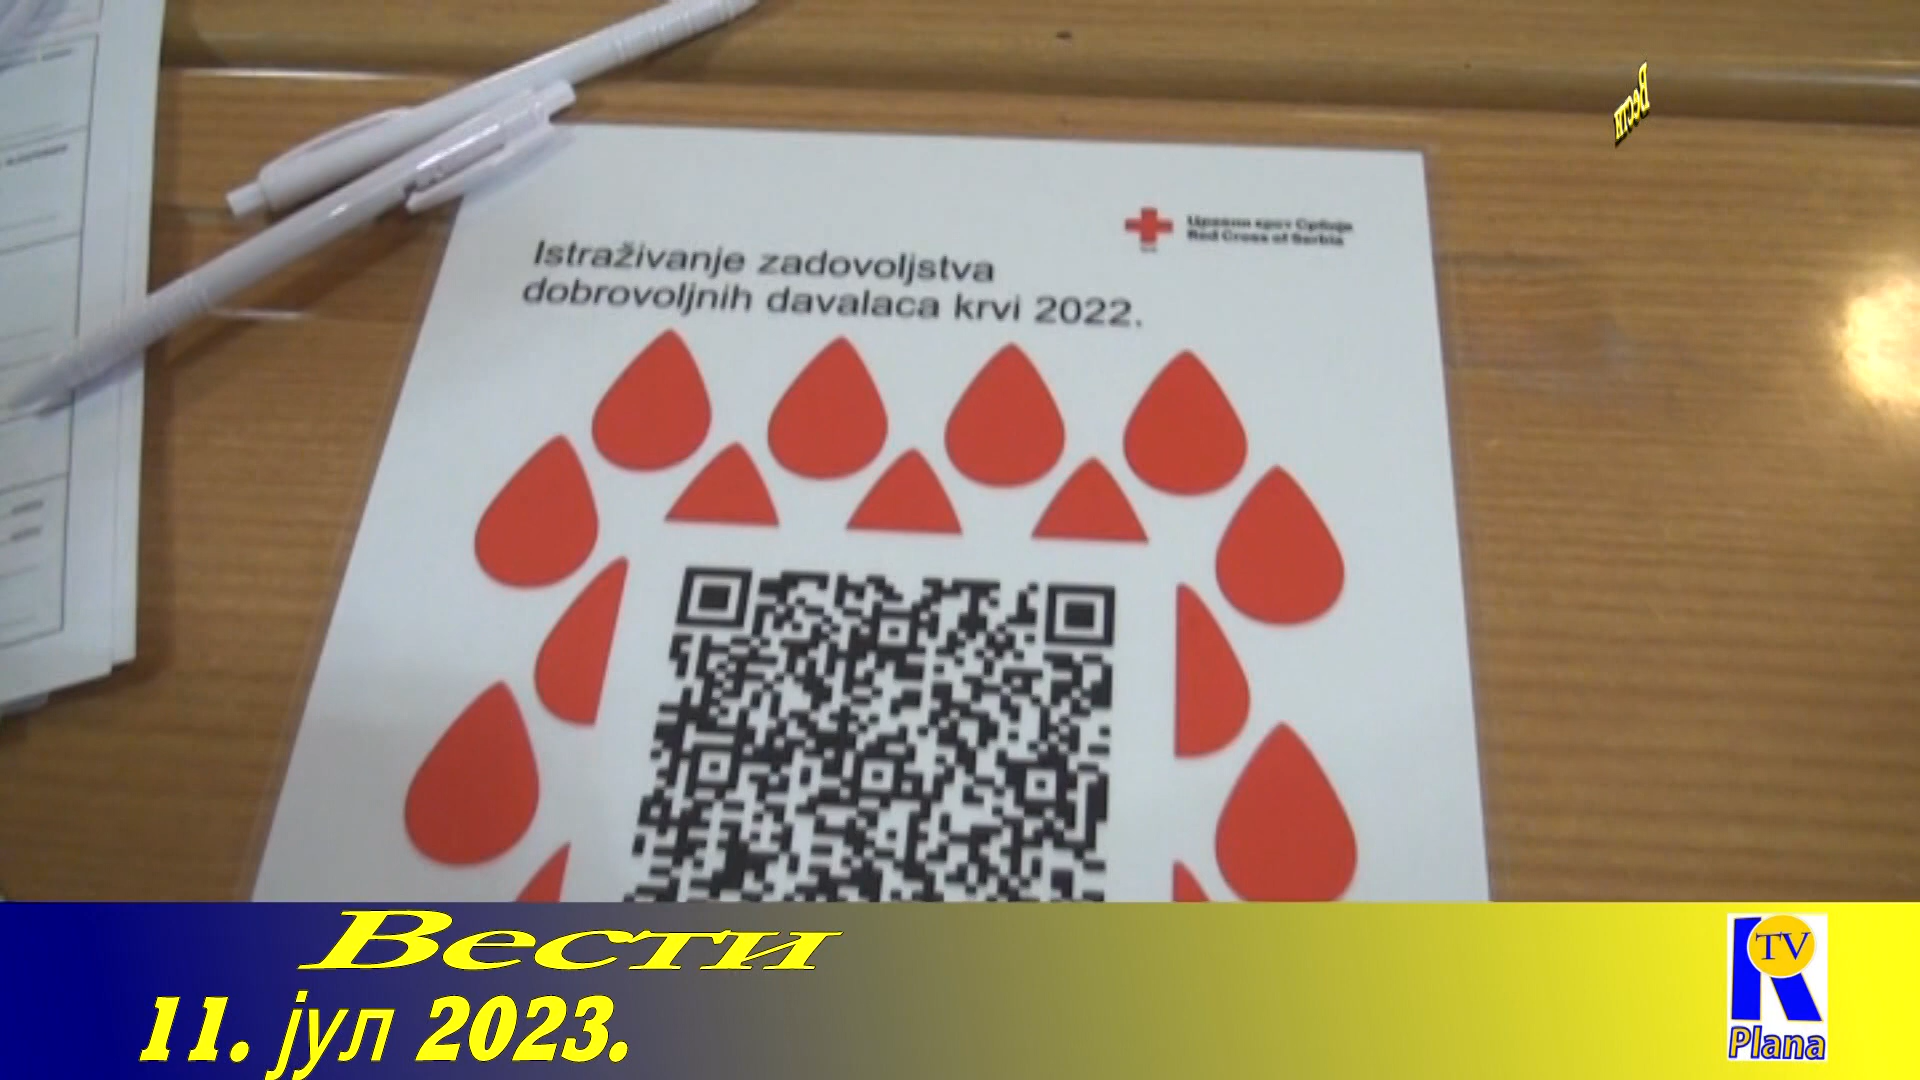 Вести
Црвени крст Србије
Red Cross of Serbia
Istraživanje zadovoljstva
dobrovoljnih davalaca krvi 2022.
Вести
11. јул 2023.
TV
R
Plana